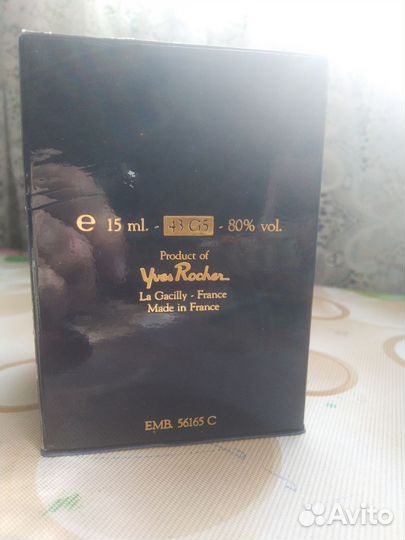 e 15 ml. - 43 G5 - 80% vol.
Product of
Yves Rocher
La Gacilly - France
Made in France
EMB. 56165 C
Avito